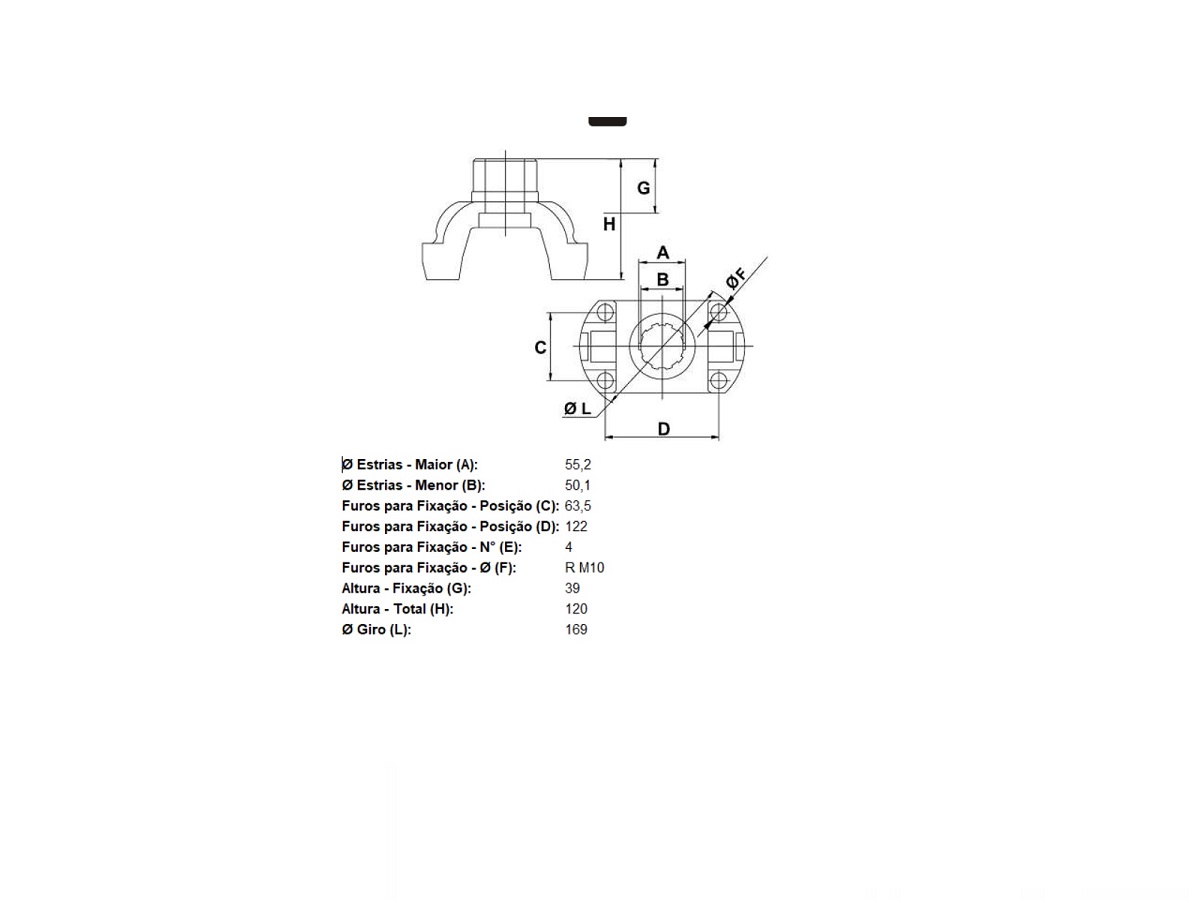 G
H
A
B
ØF
C
Ø L
D
Ø Estrias - Maior (A): 55,2
Ø Estrias - Menor (B): 50,1
Furos para Fixação - Posição (C): 63,5
Furos para Fixação - Posição (D): 122
Furos para Fixação - N° (E): 4
Furos para Fixação - Ø (F): R M10
Altura - Fixação (G): 39
Altura - Total (H): 120
Ø Giro (L): 169